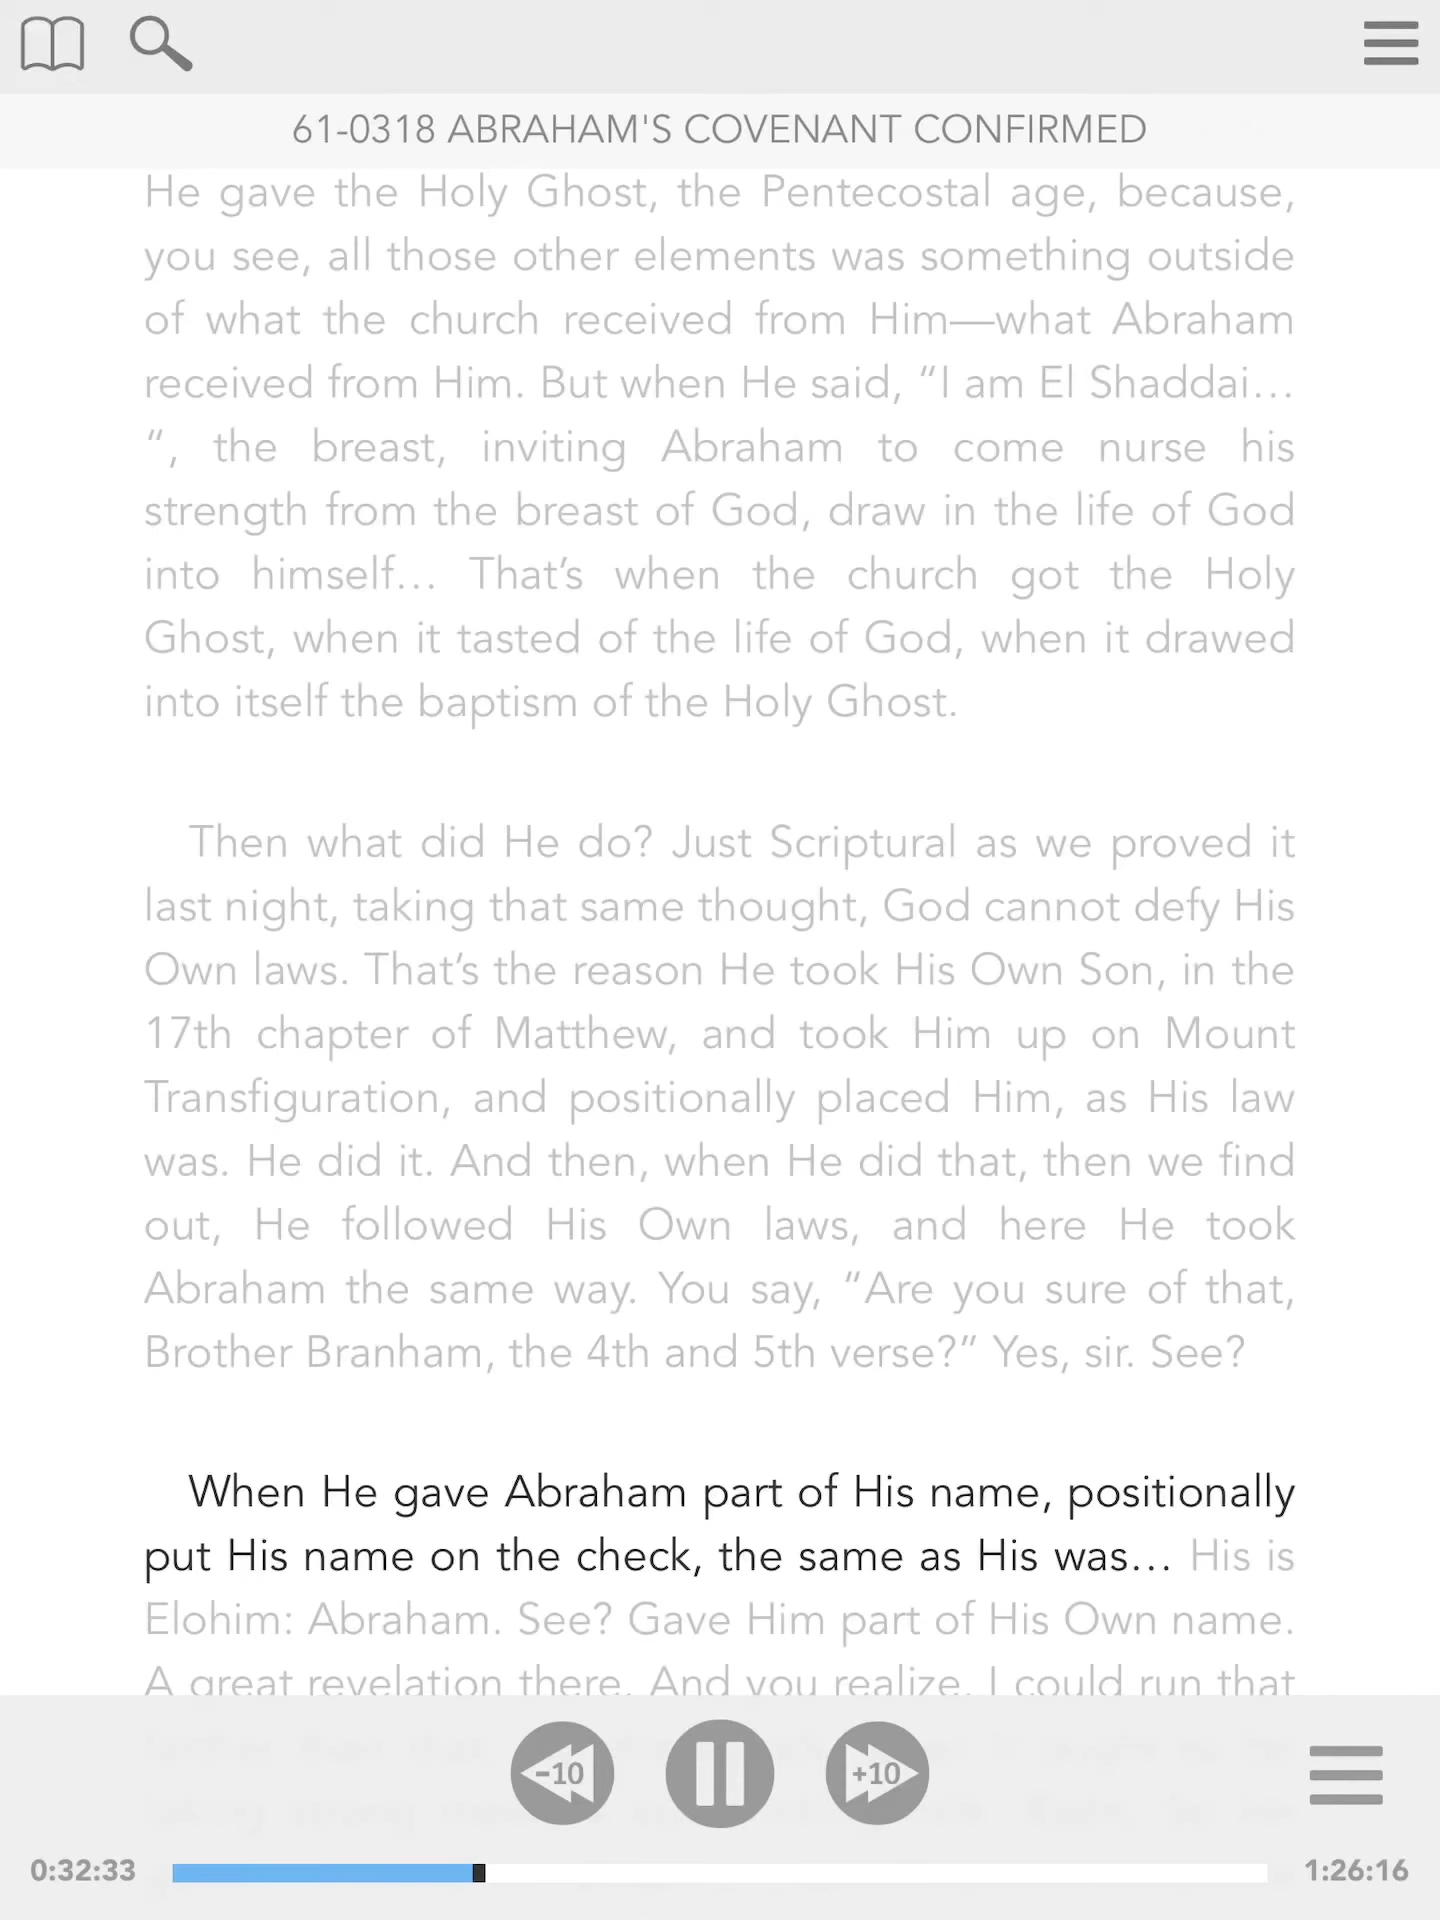 61-0318 ABRAHAM'S COVENANT CONFIRMED
He gave the Holy Ghost, the Pentecostal age, because,
you see, all those other elements was something outside
of what the church received from Him—what Abraham
received from Him. But when He said, “I am El Shaddai…
“, the breast, inviting Abraham to come nurse his
strength from the breast of God, draw in the life of God
into himself… That’s when the church got the Holy
Ghost, when it tasted of the life of God, when it drawed
into itself the baptism of the Holy Ghost.
Then what did He do? Just Scriptural as we proved it
last night, taking that same thought, God cannot defy His
Own laws. That’s the reason He took His Own Son, in the
17th chapter of Matthew, and took Him up on Mount
Transfiguration, and positionally placed Him, as His law
was. He did it. And then, when He did that, then we find
out, He followed His Own laws, and here He took
Abraham the same way. You say, “Are you sure of that,
Brother Branham, the 4th and 5th verse?” Yes, sir. See?
When He gave Abraham part of His name, positionally
put His name on the check, the same as His was… His is
Elohim: Abraham. See? Gave Him part of His Own name.
A great revelation there. And you realize, I could run that
-10
+10
0:32:33
1:26:16